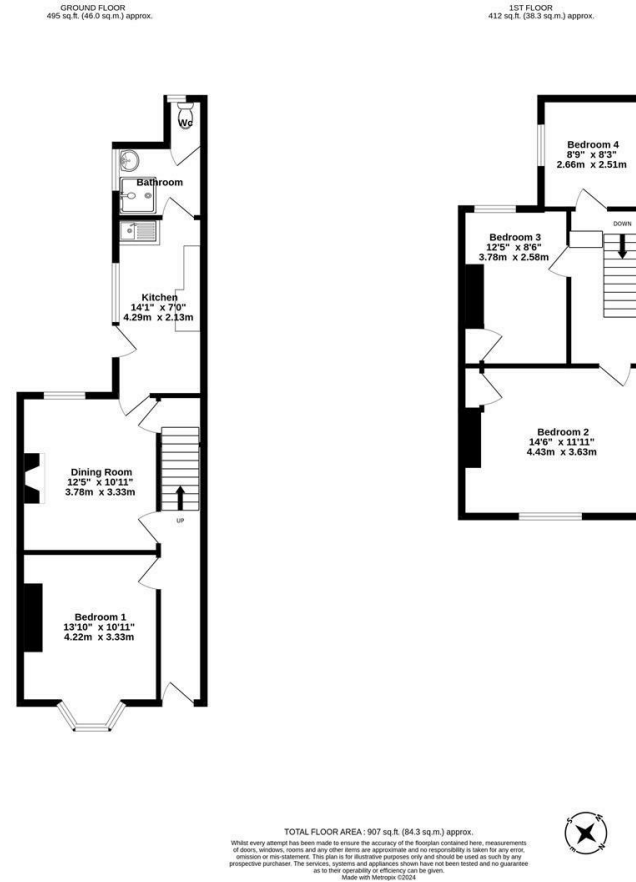 GROUND FLOOR
495 sq.ft. (46.0 sq.m.) approx.
1ST FLOOR
412 sq.ft. (38.3 sq.m.) approx.
Wc
Bathroom
Kitchen
14'1" x 7'0"
4.29m x 2.13m
Dining Room
12'5" x 10'11"
3.78m x 3.33m
UP
Bedroom 1
13'10" x 10'11"
4.22m x 3.33m
Bedroom 4
8'9" x 8'3"
2.66m x 2.51m
DOWN
Bedroom 3
12'5" x 8'6"
3.78m x 2.58m
Bedroom 2
14'6" x 11'11"
4.43m x 3.63m
TOTAL FLOOR AREA : 907 sq.ft. (84.3 sq.m.) approx.
Whilst every attempt has been made to ensure the accuracy of the floorplan contained here, measurements
of doors, windows, rooms and any other items are approximate and no responsibility is taken for any error,
omission or mis-statement. This plan is for illustrative purposes only and should be used as such by any
prospective purchaser. The services, systems and appliances shown have not been tested and no guarantee
as to their operability or efficiency can be given.
Made with Metropix ©2024
S
W
E
N